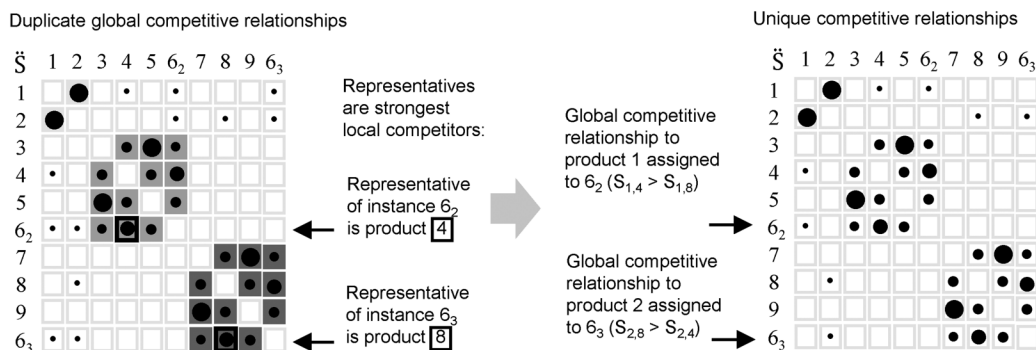 Duplicate global competitive relationships
S̈ 1 2 3 4 5 6₂ 7 8 9 6₃
1
2
3
4
5
6₂
7
8
9
6₃
Representatives
are strongest
local competitors:
Representative
of instance 6₂
is product 4
Representative
of instance 6₃
is product 8
Global competitive
relationship to
product 1 assigned
to 6₂ (S₁,₄ > S₁,₈)
Global competitive
relationship to
product 2 assigned
to 6₃ (S₂,₈ > S₂,₄)
Unique competitive relationships
S̈ 1 2 3 4 5 6₂ 7 8 9 6₃
1
2
3
4
5
6₂
7
8
9
6₃